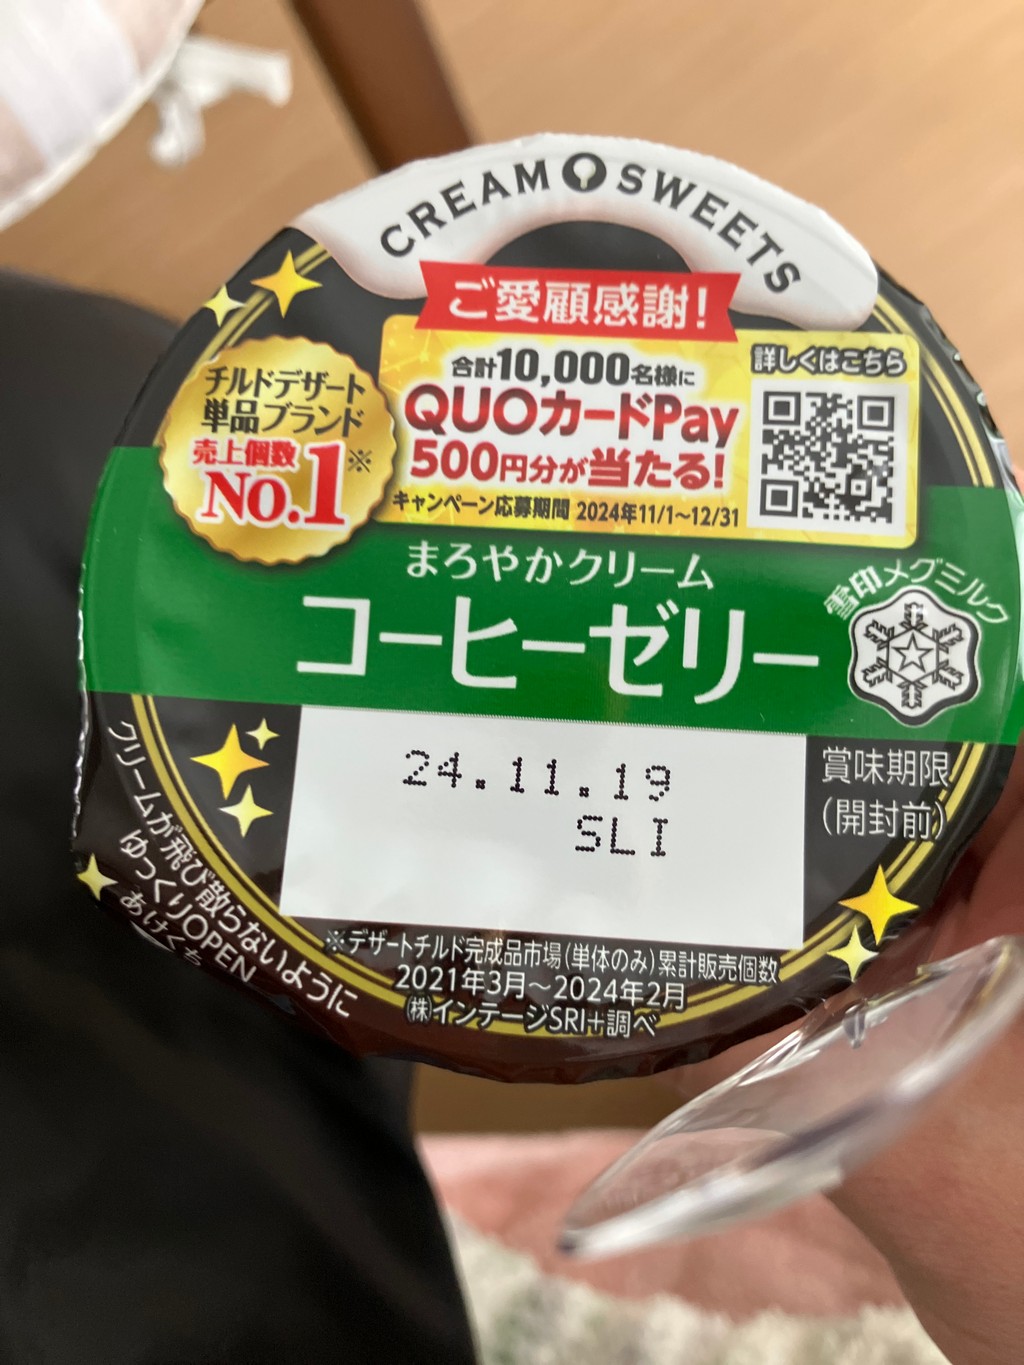 CREAM SWEETS
ご愛顧感謝!
チルドデザート
単品ブランド
売上個数
No.1※
合計10,000名様に
QUOカードPay
500円分が当たる!
キャンペーン応募期間 2024年11/1～12/31
詳しくはこちら
まろやかクリーム
コーヒーゼリー
雪印メグミルク
24.11.19
SLI
賞味期限
(開封前)
クリームが飛び散らないように
ゆっくりOPEN
あけくち
※デザートチルド完成品市場(単体のみ)累計販売個数
2021年3月～2024年2月
㈱インテージSRI+調べ